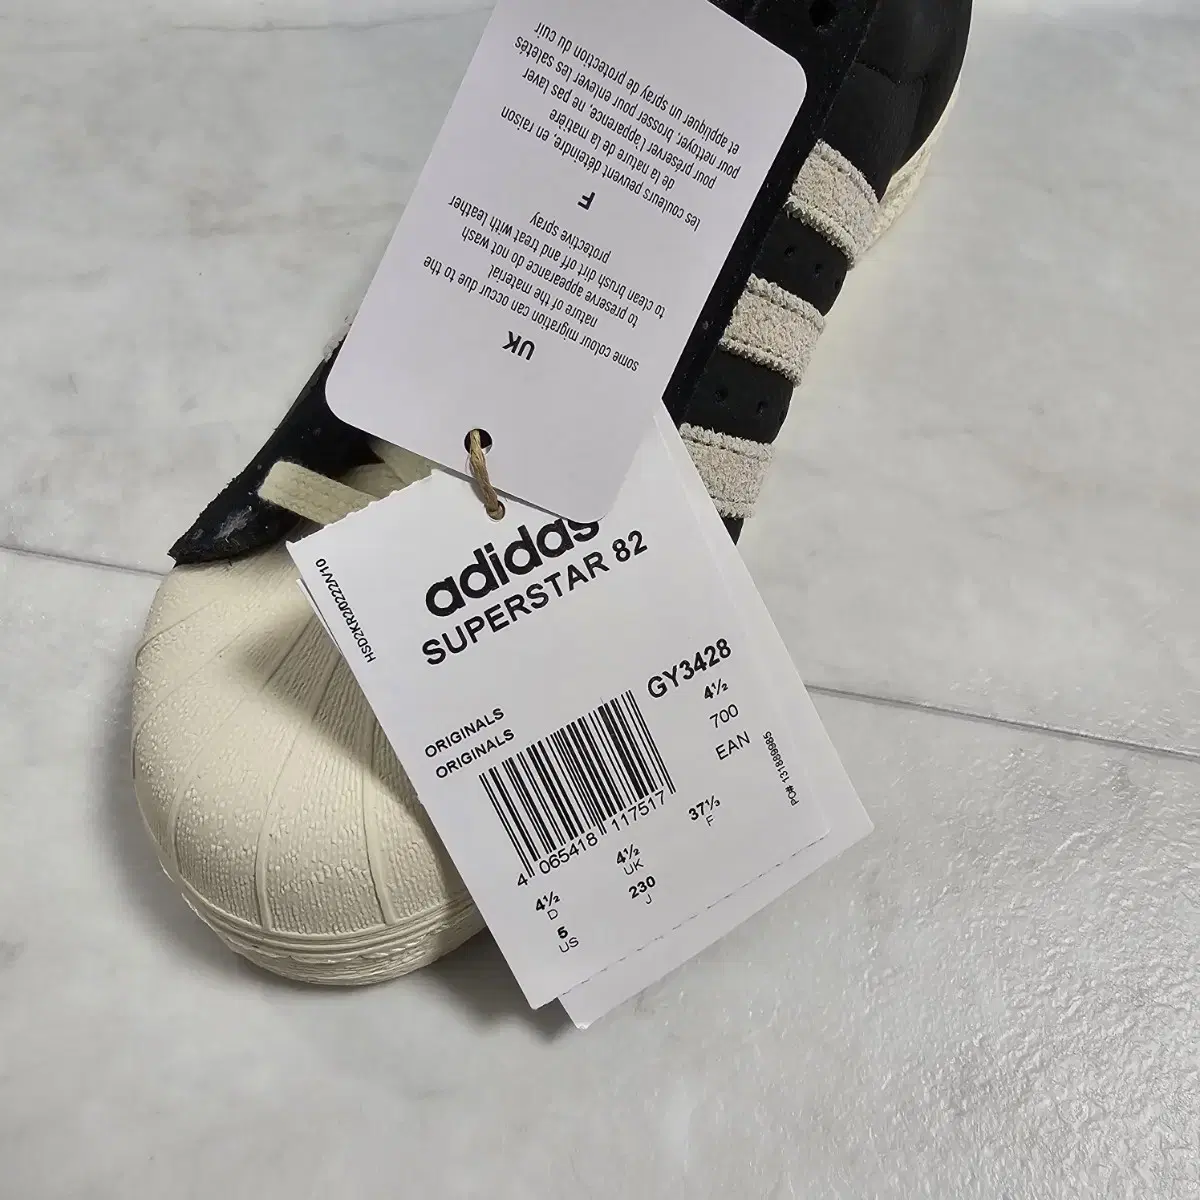 UK
some colour migration can occur due to the
nature of the material
to preserve appearance do not wash
to clean brush dirt off and treat with leather
protective spray
F
les couleurs peuvent déteindre, en raison
de la nature de la matière
pour préserver l'apparence, ne pas laver
pour nettoyer, brosser pour enlever les saletés
et appliquer un spray de protection du cuir
adidas
SUPERSTAR 82
GY3428
4½
700
EAN
ORIGINALS
ORIGINALS
4 065418 117517
4½
D
5
US
4½
UK
230
J
37⅓
F
PO# 131889985